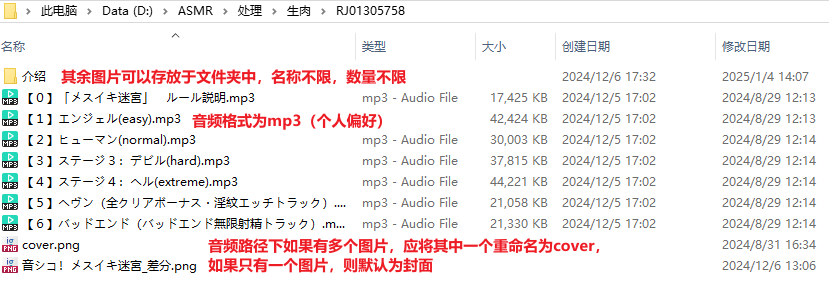 此电脑 > Data (D:) > ASMR > 处理 > 生肉 > RJ01305758
名称 类型 大小 创建日期 修改日期
介绍 其余图片可以存放于文件夹中，名称不限，数量不限 2024/12/6 17:32 2025/1/4 14:07
【０】「メスイキ迷宮」　ルール説明.mp3 mp3 - Audio File 17,425 KB 2024/12/5 17:02 2024/8/29 12:13
【１】エンジェル(easy).mp3 音频格式为mp3（个人偏好） mp3 - Audio File 42,424 KB 2024/12/5 17:02 2024/8/29 12:13
【２】ヒューマン(normal).mp3 mp3 - Audio File 30,003 KB 2024/12/5 17:02 2024/8/29 12:14
【３】ステージ３：デビル(hard).mp3 mp3 - Audio File 37,815 KB 2024/12/5 17:02 2024/8/29 12:14
【４】ステージ４：ヘル(extreme).mp3 mp3 - Audio File 44,221 KB 2024/12/5 17:02 2024/8/29 12:14
【５】ヘヴン（全クリアボーナス・淫紋エッチトラック）.... mp3 - Audio File 21,058 KB 2024/12/5 17:02 2024/8/29 12:14
【６】バッドエンド（バッドエンド無限射精トラック）.m... mp3 - Audio File 21,330 KB 2024/12/5 17:02 2024/8/29 12:14
cover.png 音频路径下如果有多个图片，应将其中一个重命名为cover， 2024/8/31 16:34
音シコ！メスイキ迷宮_差分.png 如果只有一个图片，则默认为封面 2024/12/6 13:06